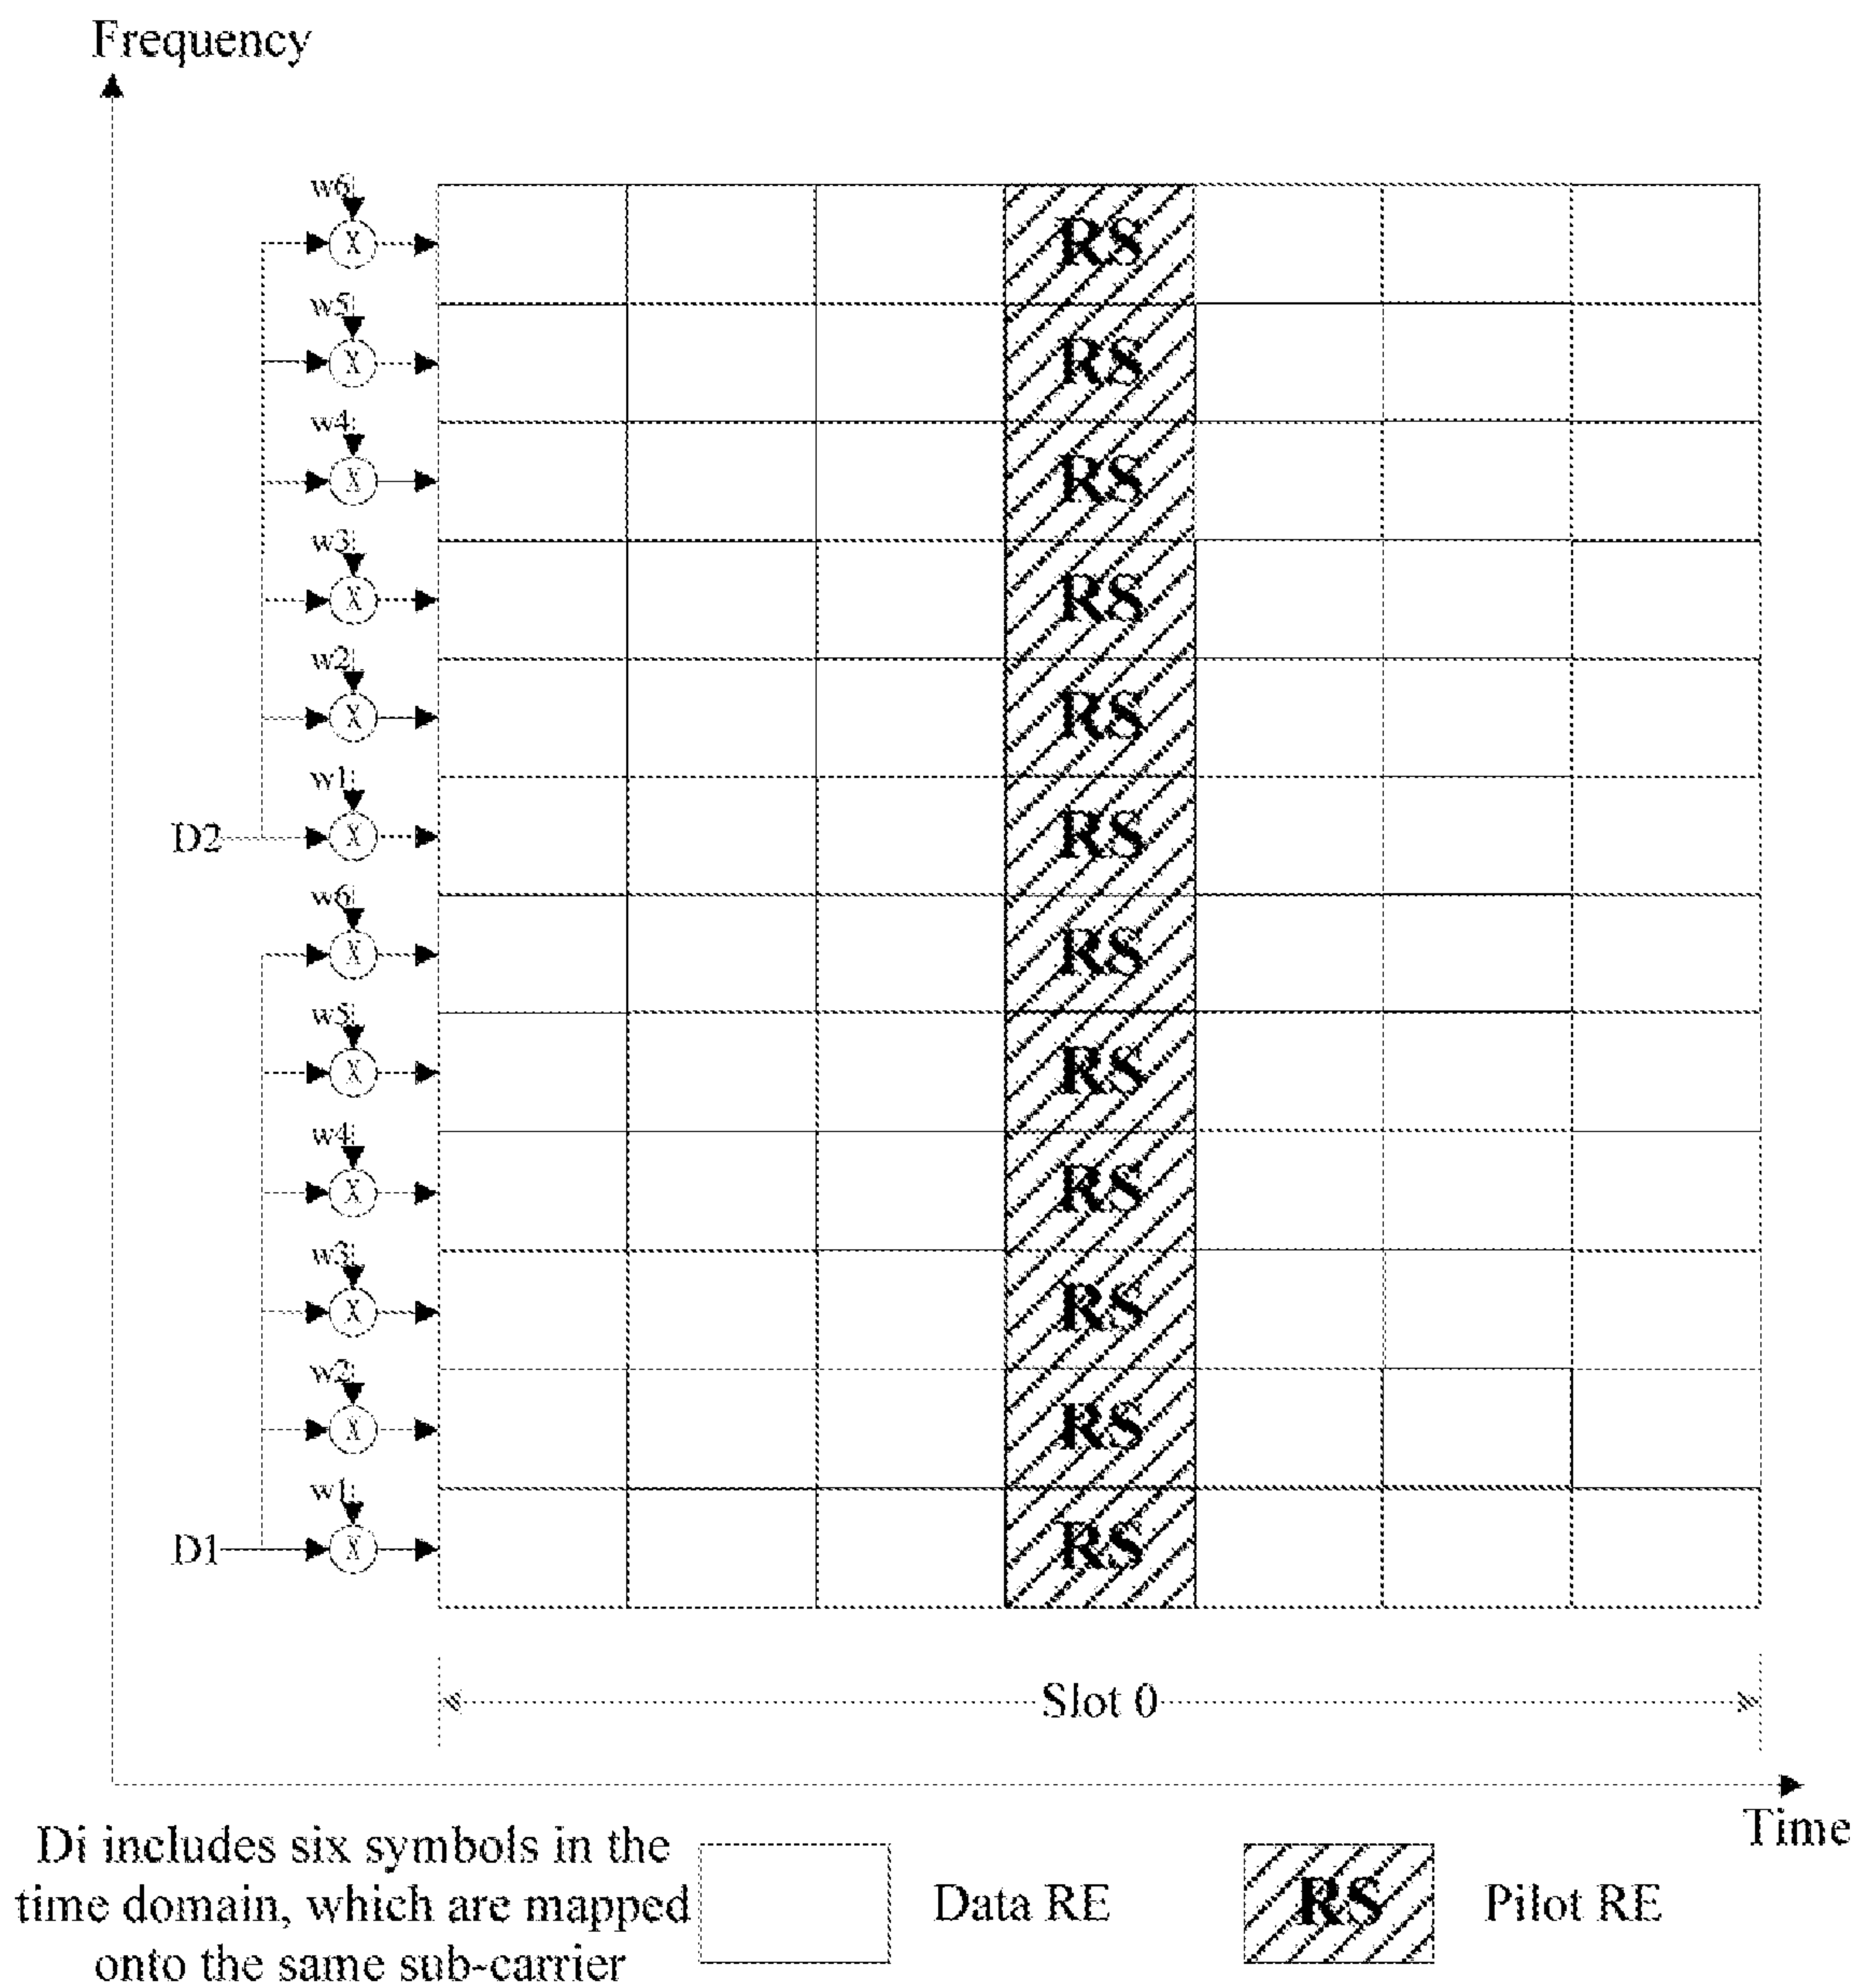 Frequency
w6
X
RS
w5
X
RS
w4
X
RS
w3
X
RS
w2
X
RS
w1
D2
X
RS
w6
X
RS
w5
X
RS
w4
X
RS
w3
X
RS
w2
X
RS
w1
D1
X
RS
Slot 0
Time
Di includes six symbols in the
time domain, which are mapped
onto the same sub-carrier
Data RE
RS
Pilot RE